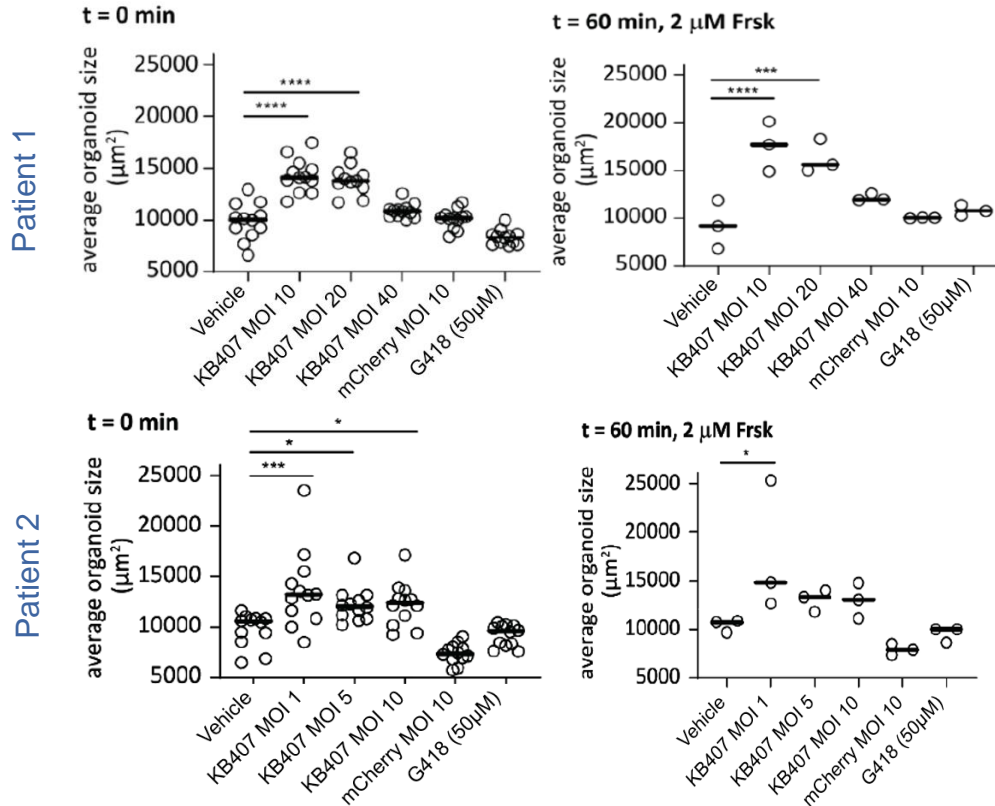 Patient 1
t = 0 min
average organoid size
(µm²)
25000
20000
15000
10000
5000
****
****
Vehicle
KB407 MOI 10
KB407 MOI 20
KB407 MOI 40
mCherry MOI 10
G418 (50µM)
t = 60 min, 2 µM Frsk
average organoid size
(µm²)
25000
20000
15000
10000
5000
***
****
Vehicle
KB407 MOI 10
KB407 MOI 20
KB407 MOI 40
mCherry MOI 10
G418 (50µM)
Patient 2
t = 0 min
average organoid size
(µm²)
25000
20000
15000
10000
5000
*
*
***
Vehicle
KB407 MOI 1
KB407 MOI 5
KB407 MOI 10
mCherry MOI 10
G418 (50µM)
t = 60 min, 2 µM Frsk
average organoid size
(µm²)
25000
20000
15000
10000
5000
*
Vehicle
KB407 MOI 1
KB407 MOI 5
KB407 MOI 10
mCherry MOI 10
G418 (50µM)